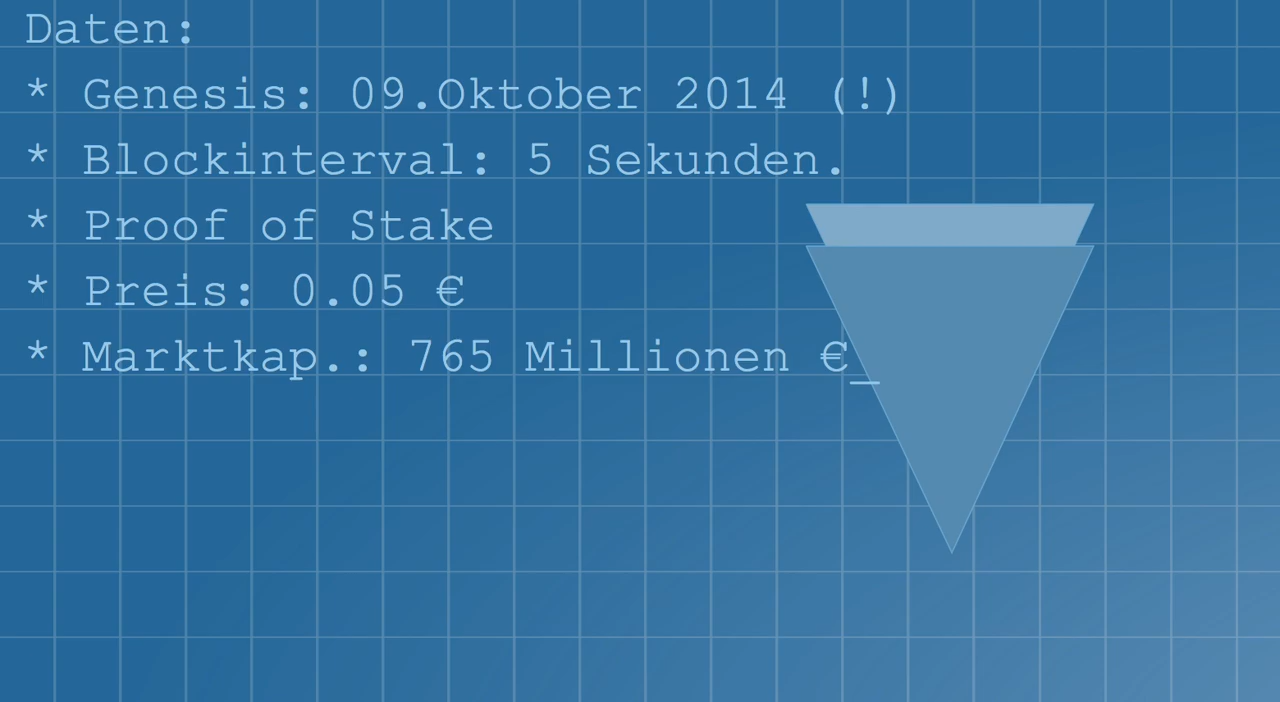 Daten:
* Genesis: 09.Oktober 2014 (!)
* Blockinterval: 5 Sekunden.
* Proof of Stake
* Preis: 0.05 €
* Marktkap.: 765 Millionen €_